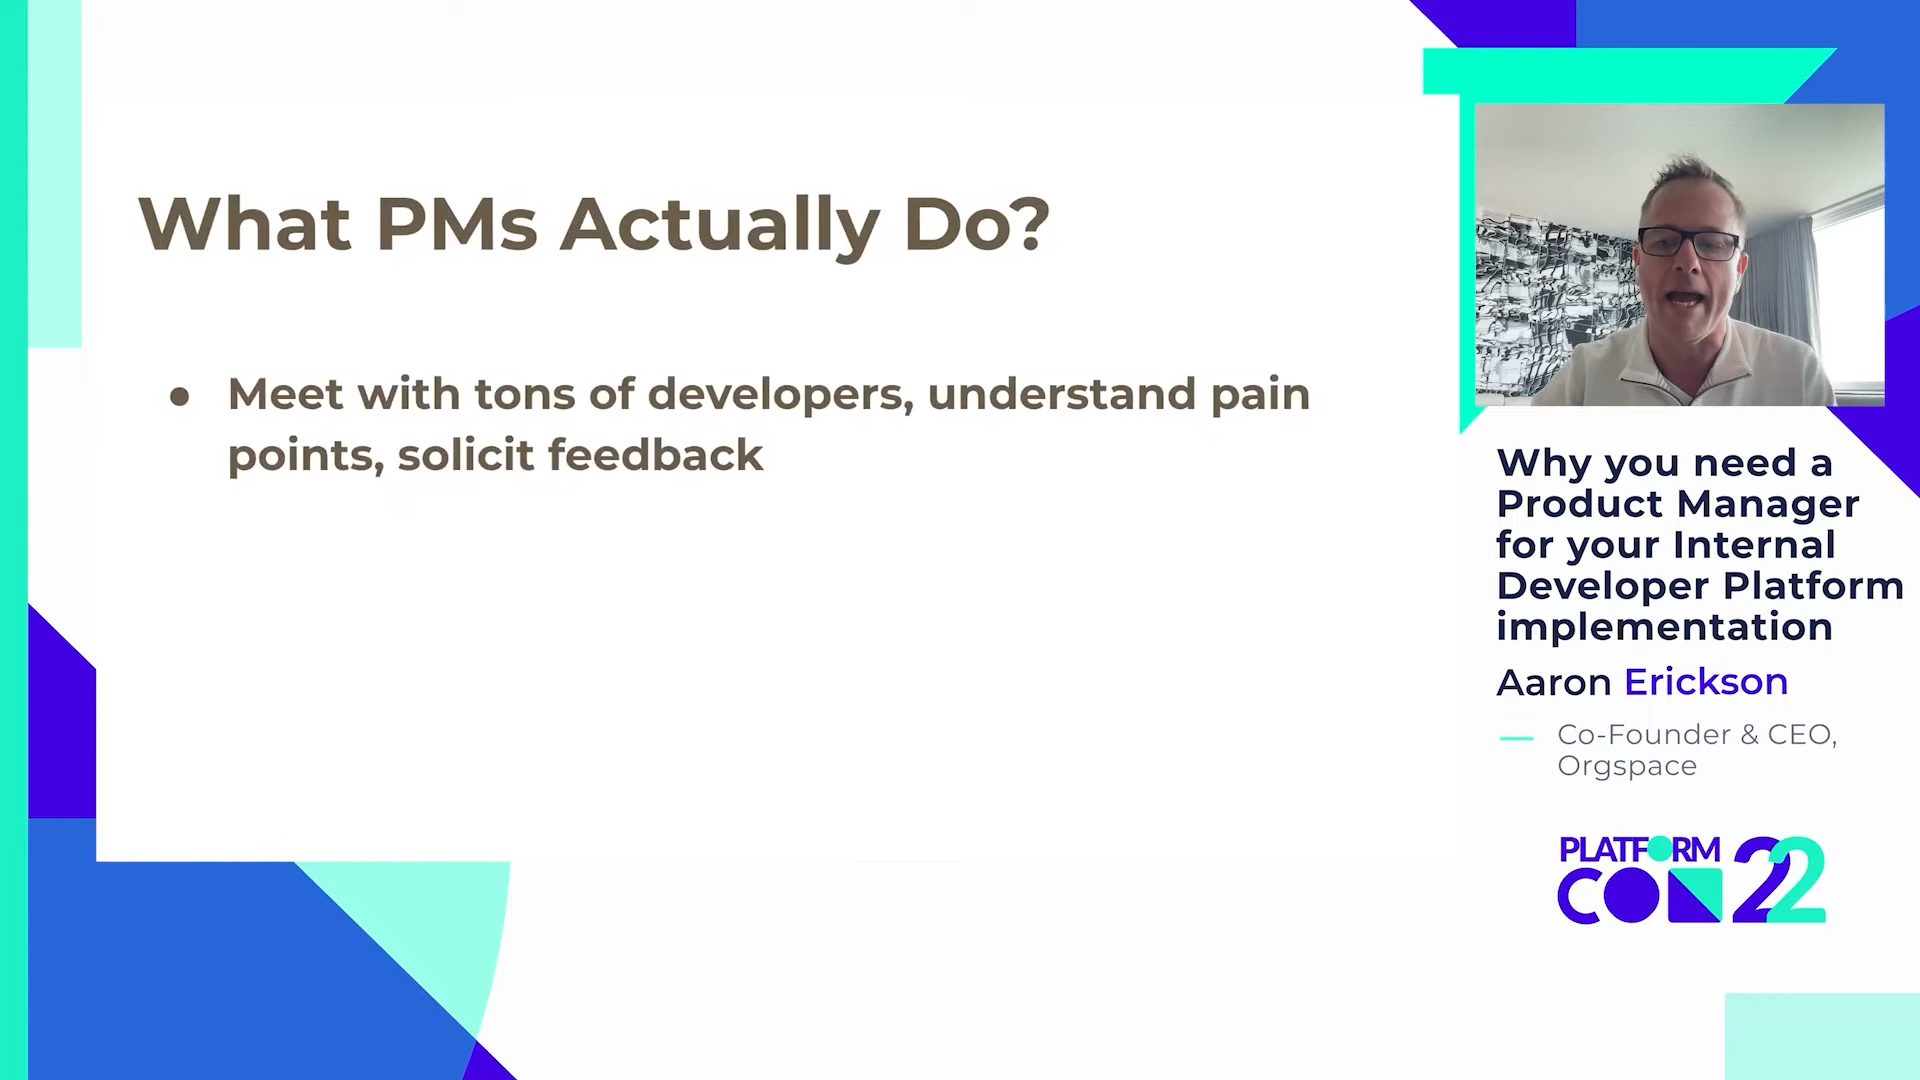 What PMs Actually Do?
● Meet with tons of developers, understand pain
points, solicit feedback
Why you need a
Product Manager
for your Internal
Developer Platform
implementation
Aaron Erickson
Co-Founder & CEO,
Orgspace
PLATFORM
CON 22